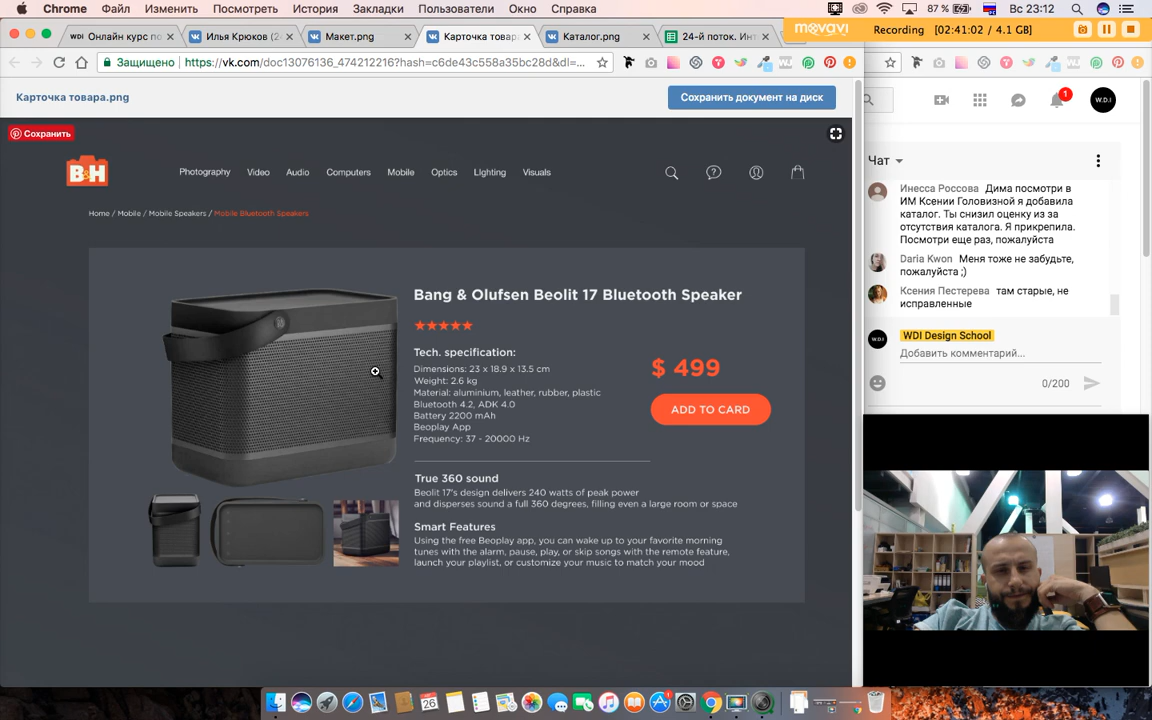 Chrome Файл Изменить Посмотреть История Закладки Пользователи Окно Справка 87 % Вс 23:12
WDI Онлайн курс по Илья Крюков (24 Макет.png Карточка товара Каталог.png 24-й поток. Инт
movavi Recording [02:41:02 / 4.1 GB]
Защищено https://vk.com/doc13076136_474212216?hash=c6de43c558a35bc28d&dl=...
Карточка товара.png Сохранить документ на диск
Сохранить
B&H Photography Video Audio Computers Mobile Optics Lighting Visuals
Home / Mobile / Mobile Speakers / Mobile Bluetooth Speakers
Bang & Olufsen Beolit 17 Bluetooth Speaker
Tech. specification:
Dimensions: 23 x 18.9 x 13.5 cm
Weight: 2.6 kg
Material: aluminium, leather, rubber, plastic
Bluetooth 4.2, ADK 4.0
Battery 2200 mAh
Beoplay App
Frequency: 37 - 20000 Hz
$ 499
ADD TO CARD
True 360 sound
Beolit 17's design delivers 240 watts of peak power
and disperses sound a full 360 degrees, filling even a large room or space
Smart Features
Using the free Beoplay app, you can wake up to your favorite morning
tunes with the alarm, pause, play, or skip songs with the remote feature,
launch your playlist, or customize your music to match your mood
1
W.D.I
Чат
Инесса Россова Дима посмотри в
ИМ Ксении Головизной я добавила
каталог. Ты снизил оценку из за
отсутствия каталога. Я прикрепила.
Посмотри еще раз, пожалуйста
Daria Kwon Меня тоже не забудьте,
пожалуйста ;)
Ксения Пестерева там старые, не
исправленные
W.D.I WDI Design School
Добавить комментарий...
0/200
26